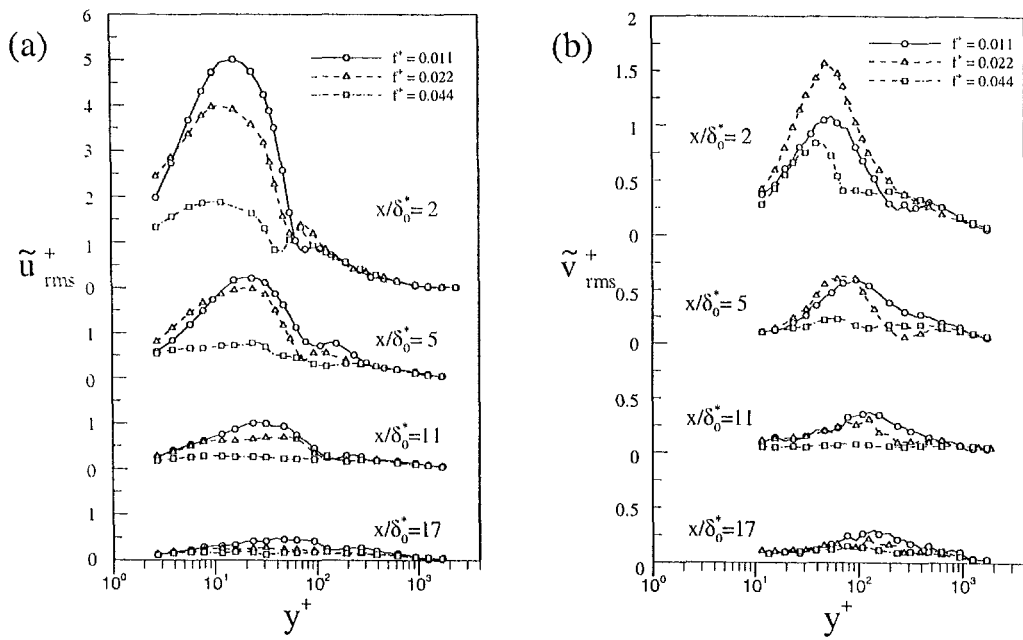 (a)
f⁺ = 0.011
f⁺ = 0.022
f⁺ = 0.044
x/δ₀*= 2
x/δ₀*= 5
x/δ₀*=11
x/δ₀*=17
ũ⁺rms
6
5
4
3
2
1
0
1
0
1
0
1
0
10⁰
10¹
10²
10³
y⁺
(b)
f⁺ = 0.011
f⁺ = 0.022
f⁺ = 0.044
x/δ₀*= 2
x/δ₀*= 5
x/δ₀*=11
x/δ₀*=17
ṽ⁺rms
2
1.5
1
0.5
0
0.5
0
0.5
0
0.5
0
10⁰
10¹
10²
10³
y⁺